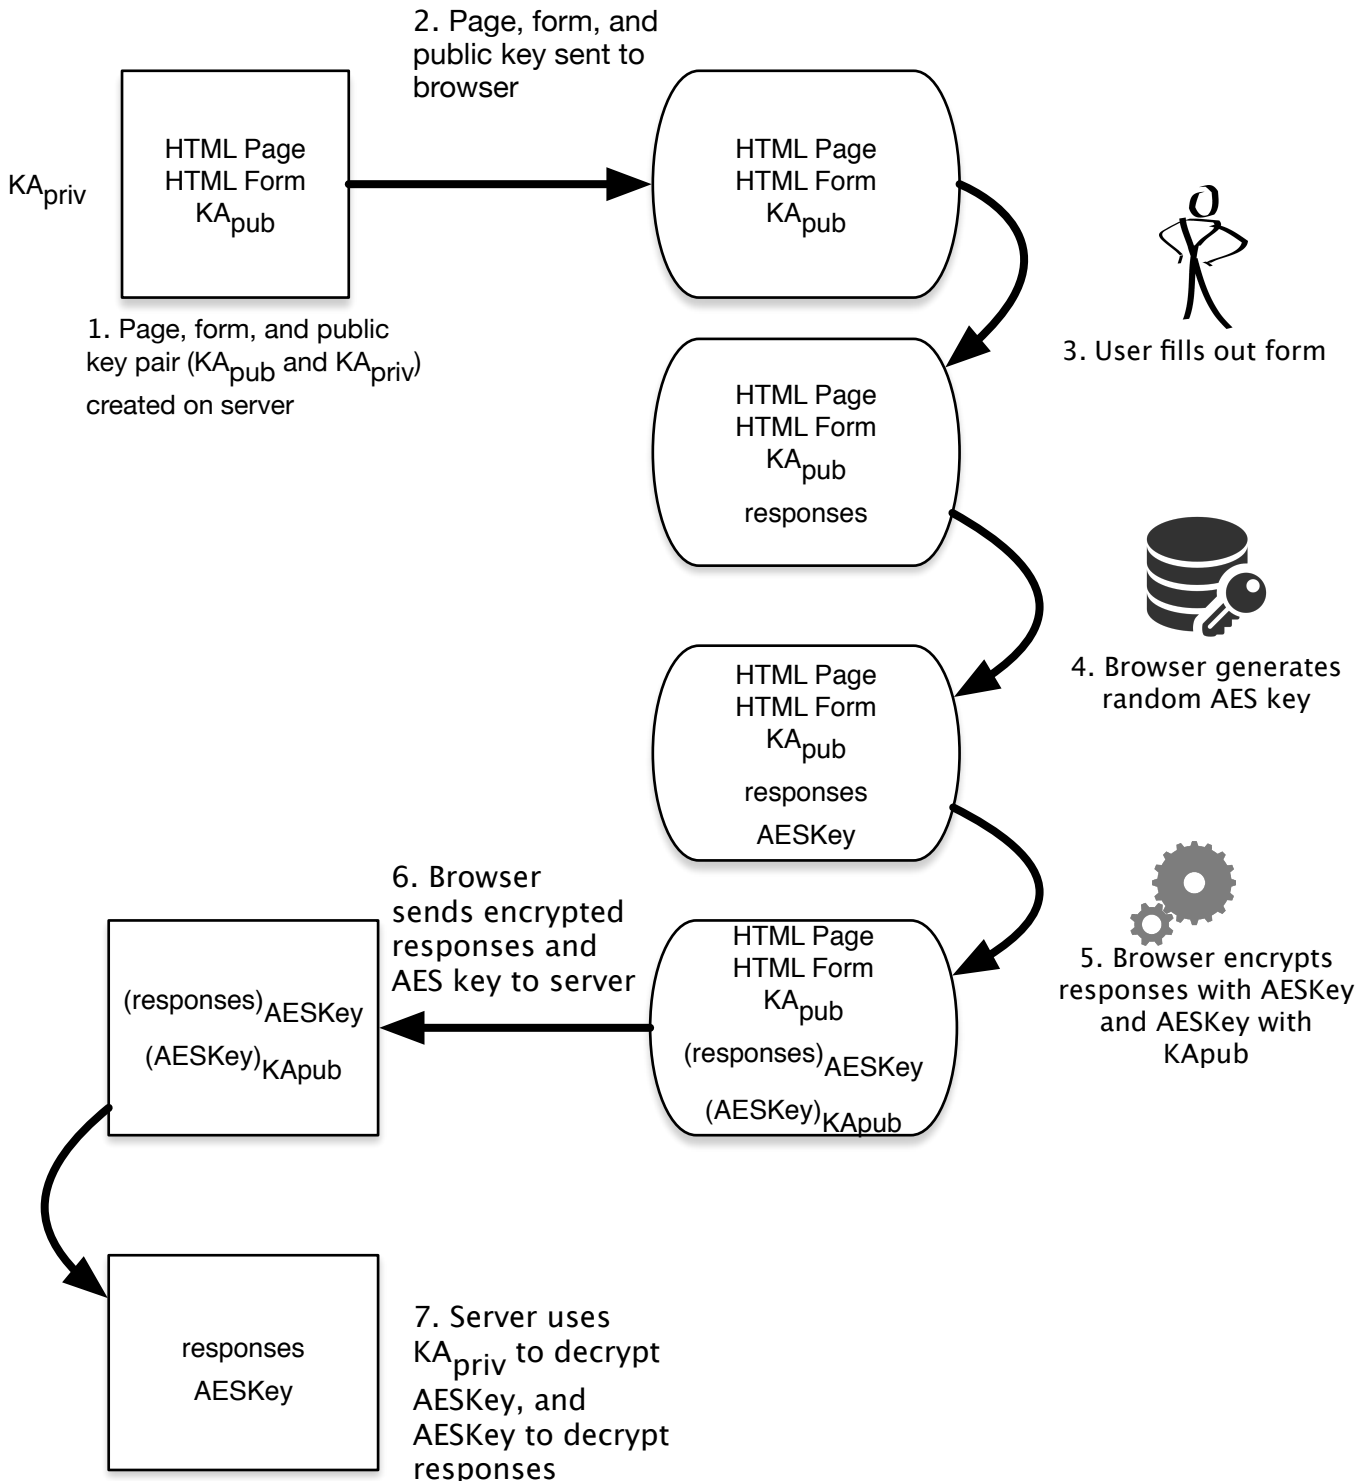 2. Page, form, and
public key sent to
browser
HTML Page
HTML Form
KApub
KApriv
HTML Page
HTML Form
KApub
1. Page, form, and public
key pair (KApub and KApriv)
created on server
3. User fills out form
HTML Page
HTML Form
KApub
responses
4. Browser generates
random AES key
HTML Page
HTML Form
KApub
responses
AESKey
5. Browser encrypts
responses with AESKey
and AESKey with
KApub
6. Browser
sends encrypted
responses and
AES key to server
HTML Page
HTML Form
KApub
(responses)AESKey
(AESKey)KApub
(responses)AESKey
(AESKey)KApub
responses
AESKey
7. Server uses
KApriv to decrypt
AESKey, and
AESKey to decrypt
responses